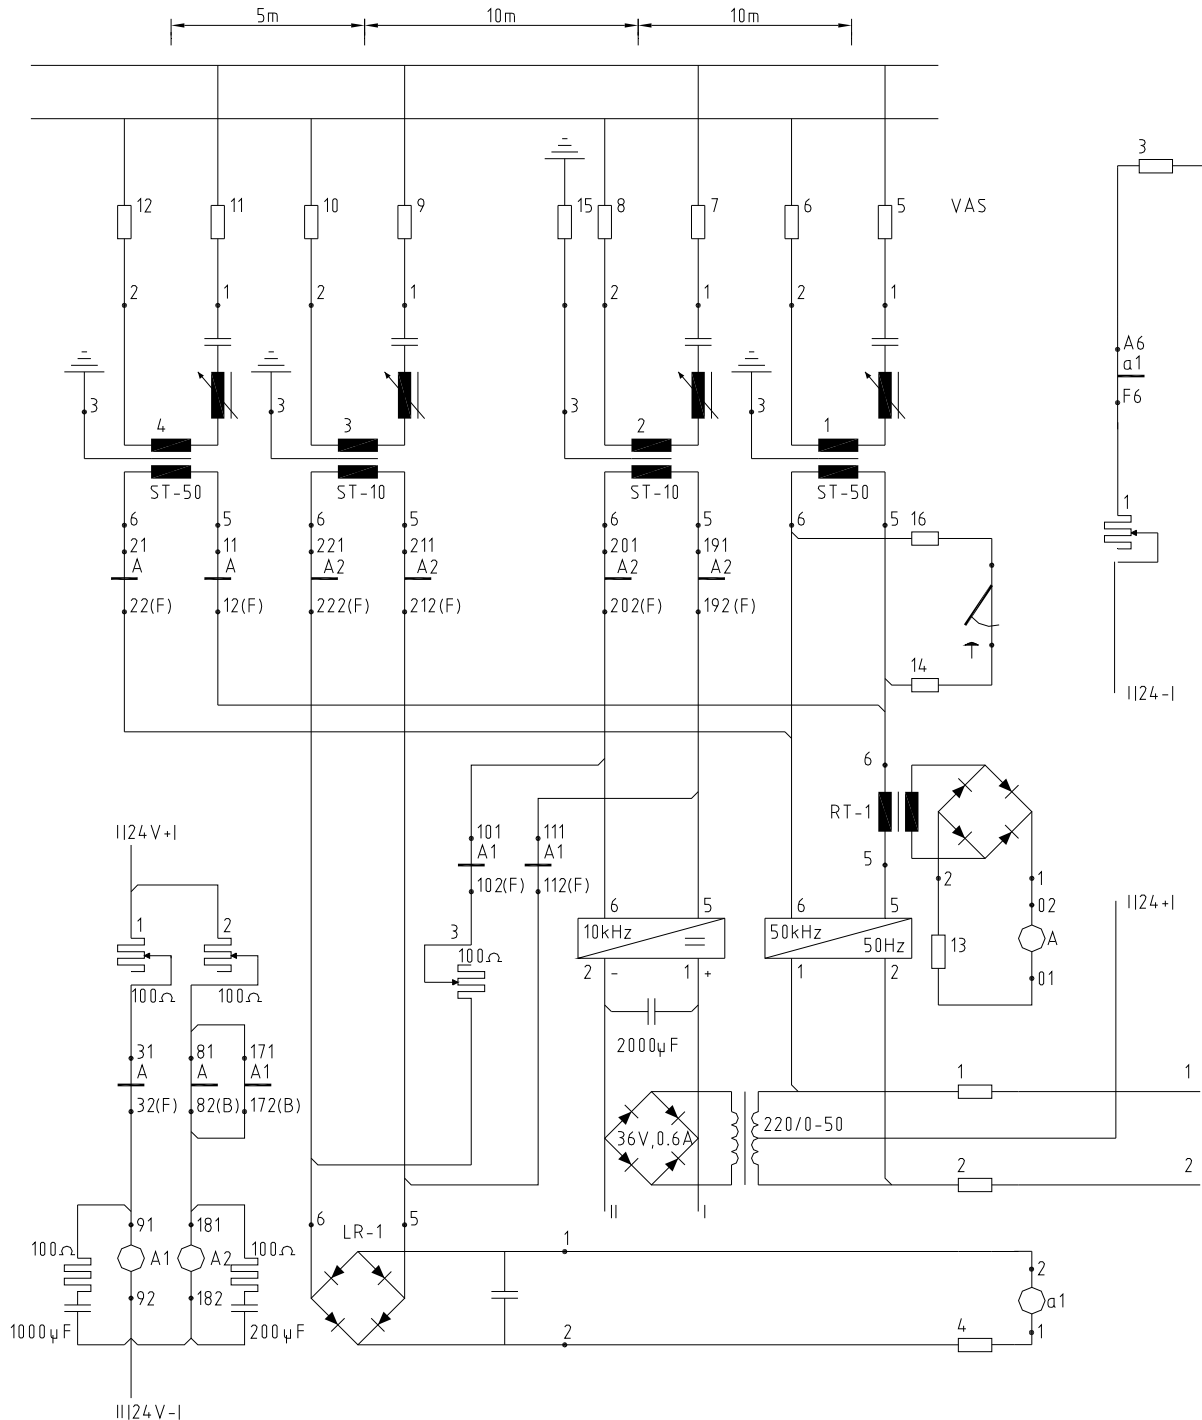 5m 10m 10m
3
12 11 10 9 15 8 7 6 5 VAS
2 1 2 1 2 1 2 1
A6
a1
F6
3 3 3 3
4 3 2 1
ST-50 ST-10 ST-10 ST-50
1
6 5 6 5 6 5 6 5 16
21 11 221 211 201 191
A A A2 A2 A2 A2
22(F) 12(F) 222(F) 212(F) 202(F) 192(F)
14
II24-I
6
RT-1
II24V+I
101 111
A1 A1
5
102(F) 112(F)
2 1
02
6 5 6 5
II24+I
1 2
3
10kHz
50kHz
50Hz
13
A
100Ω
2 - 1 + 1 2
01
100Ω 100Ω
2000μF
31 81 171
A A A1
32(F) 82(B) 172(B)
1 1
220/0-50
36V,0.6A
2 2
II I
91 181
6 LR-1 5
1
100Ω A1 A2 100Ω
2
92 182
a1
1000μF 200μF
2 4 1
III24V-I